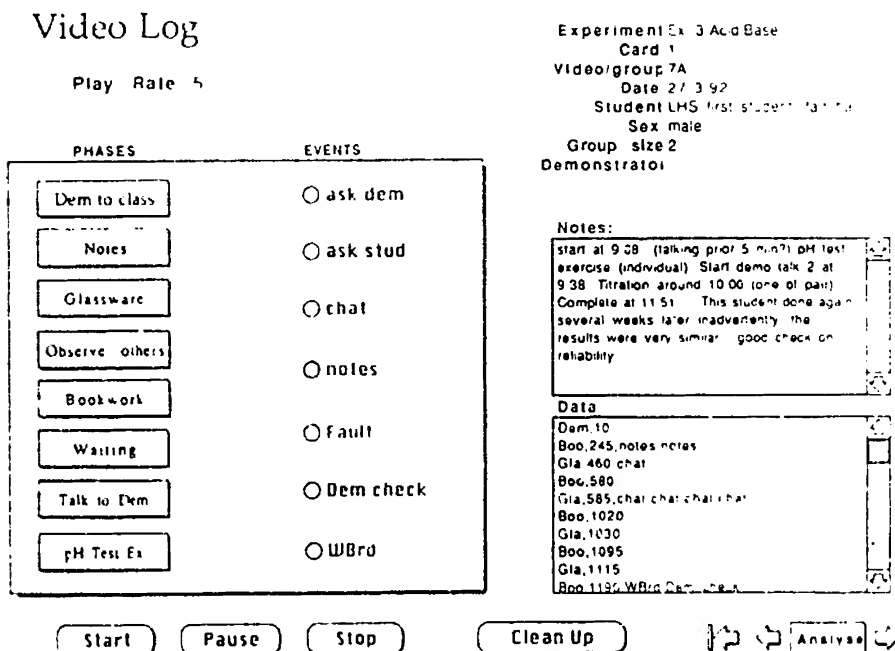 Video Log
Play Rate 5
Experiment Ex 3 Acid Base
Card 1
Video/group 7A
Date 27 3 92
Student LHS first student
Sex male
Group size 2
Demonstrator
PHASES
Dem to class
Notes
Glassware
Observe others
Bookwork
Waiting
Talk to Dem
pH Test Ex
EVENTS
ask dem
ask stud
chat
notes
Fault
Dem check
WBrd
Notes:
start at 9 (talking prior 5 min?) pH test
exercise (individual) Start demo talk 2 at
9 38 Titration around 10 00 (one of pair)
Complete at 11 51 This student done again
several weeks later inadvertently the
results were very similar good check on
reliability
Data
Dem,10
Boo,245,notes notes
Gla 460 chat
Boo,580
Gla,585,chat chat chat chat
Boo,1020
Gla,1030
Boo,1095
Gla,1115
Boo 1190 WBrd Dem check
Start
Pause
Stop
Clean Up
Analyse